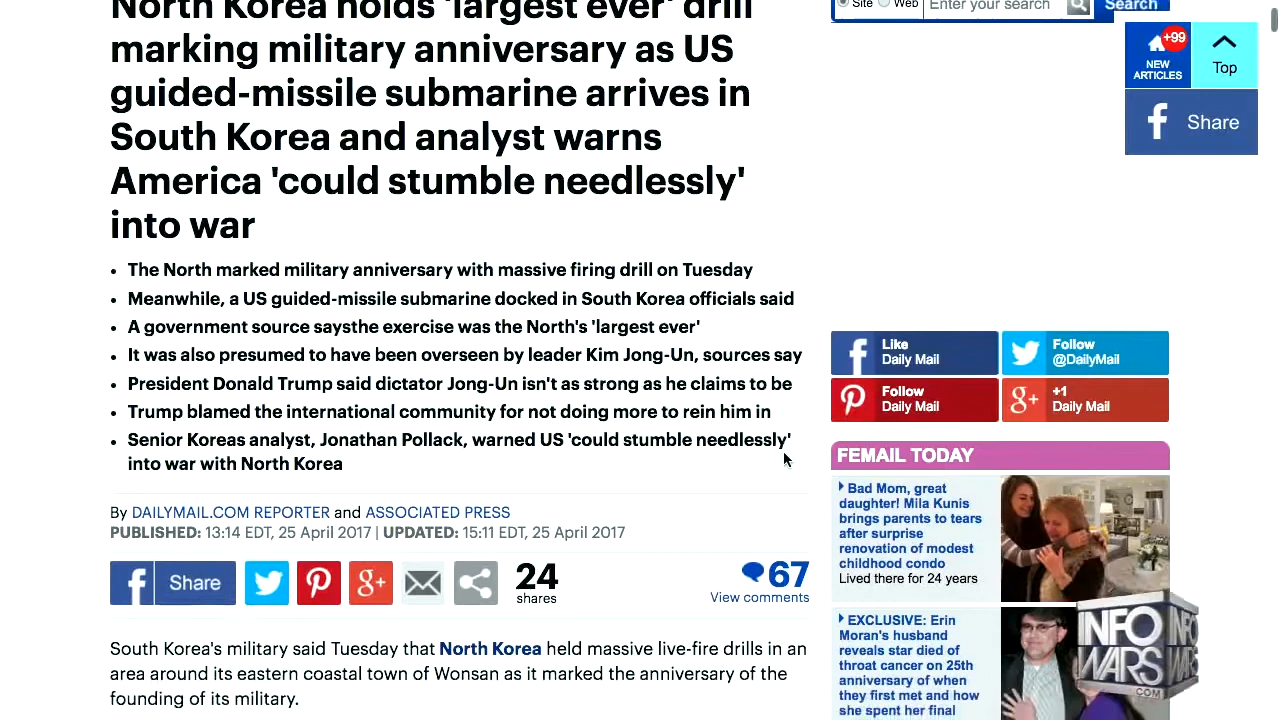 North Korea holds 'largest ever' drill
marking military anniversary as US
guided-missile submarine arrives in
South Korea and analyst warns
America 'could stumble needlessly'
into war
The North marked military anniversary with massive firing drill on Tuesday
Meanwhile, a US guided-missile submarine docked in South Korea officials said
A government source saysthe exercise was the North's 'largest ever'
It was also presumed to have been overseen by leader Kim Jong-Un, sources say
President Donald Trump said dictator Jong-Un isn't as strong as he claims to be
Trump blamed the international community for not doing more to rein him in
Senior Koreas analyst, Jonathan Pollack, warned US 'could stumble needlessly'
into war with North Korea
By DAILYMAIL.COM REPORTER and ASSOCIATED PRESS
PUBLISHED: 13:14 EDT, 25 April 2017 | UPDATED: 15:11 EDT, 25 April 2017
Share
24
shares
67
View comments
South Korea's military said Tuesday that North Korea held massive live-fire drills in an
area around its eastern coastal town of Wonsan as it marked the anniversary of the
founding of its military.
Site Web Enter your search Search
+99
NEW
ARTICLES
Top
Share
Like
Daily Mail
Follow
@DailyMail
Follow
Daily Mail
+1
Daily Mail
FEMAIL TODAY
Bad Mom, great
daughter! Mila Kunis
brings parents to tears
after surprise
renovation of modest
childhood condo
Lived there for 24 years
EXCLUSIVE: Erin
Moran's husband
reveals star died of
throat cancer on 25th
anniversary of when
they first met and how
she spent her final
INFO
WARS
.COM